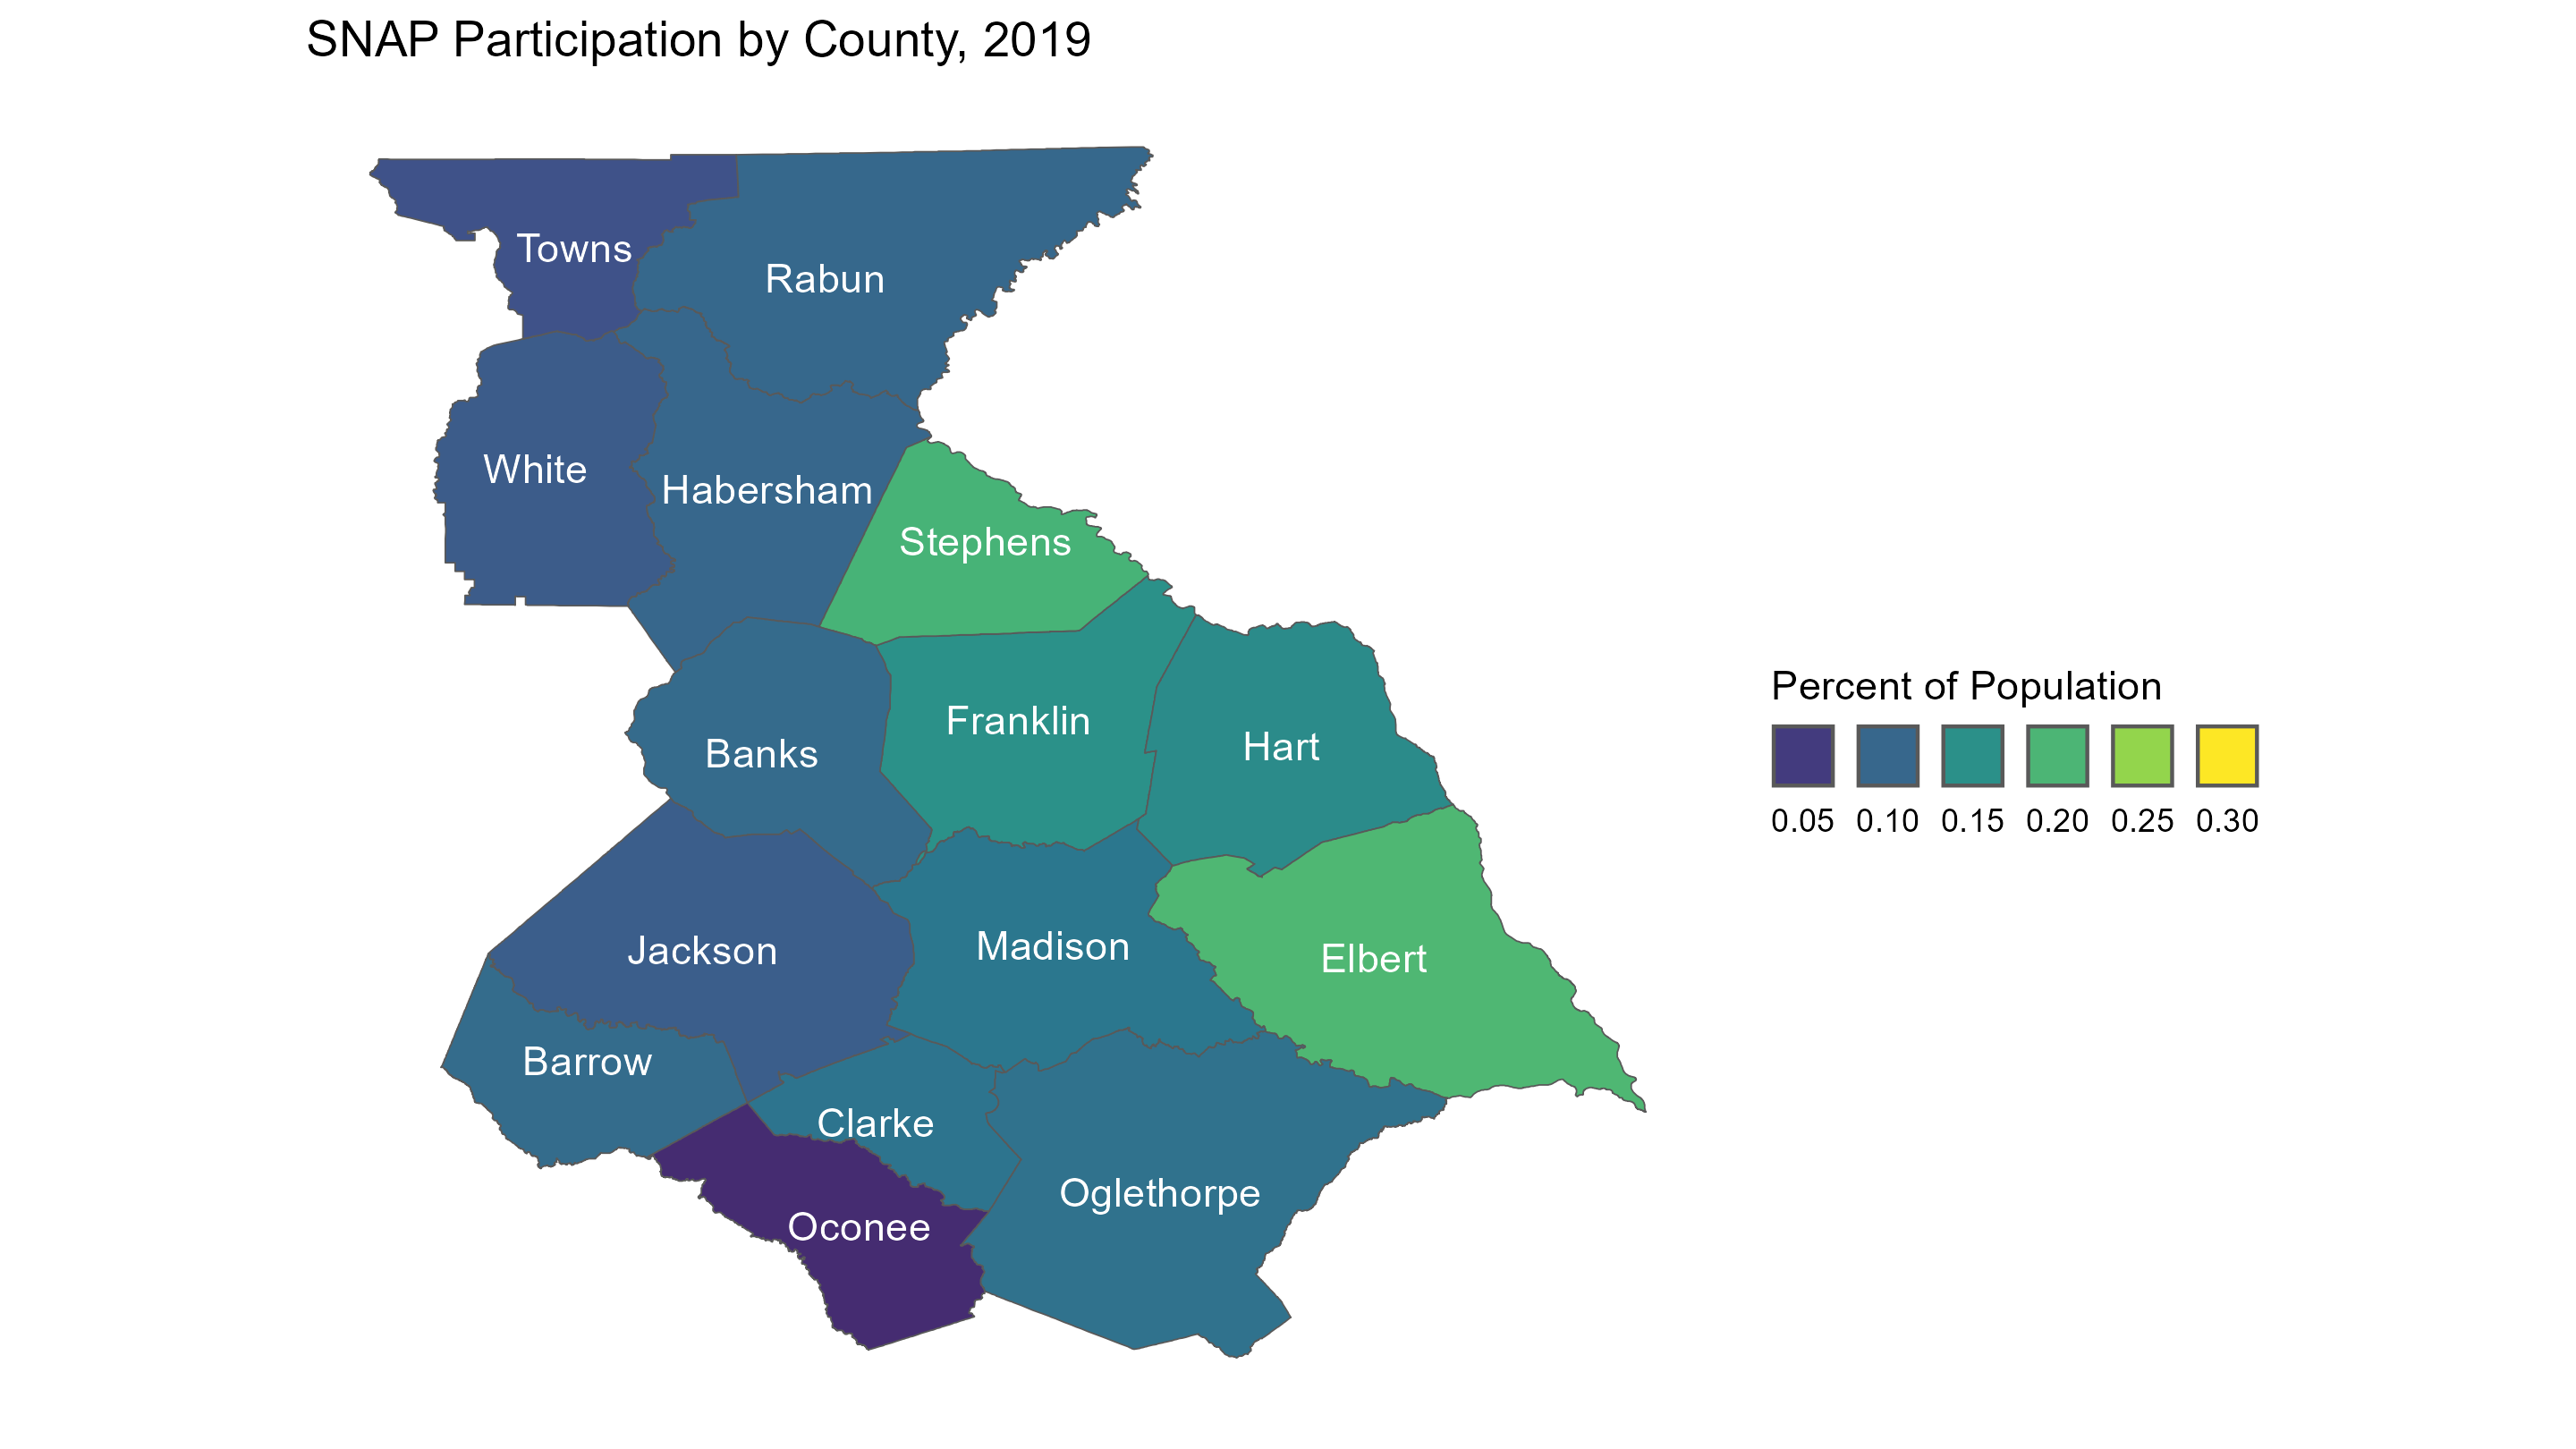 SNAP Participation by County, 2019
Towns
Rabun
White
Habersham
Stephens
Franklin
Hart
Banks
Jackson
Madison
Elbert
Barrow
Clarke
Oglethorpe
Oconee
Percent of Population
0.05 0.10 0.15 0.20 0.25 0.30